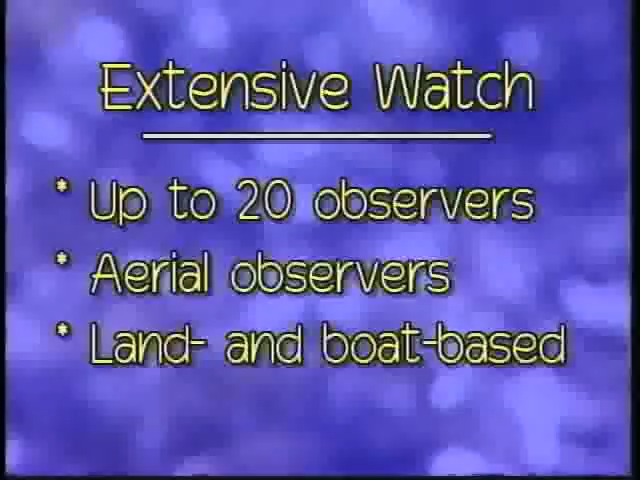 Extensive Watch
* Up to 20 observers
* Aerial observers
* Land- and boat-based